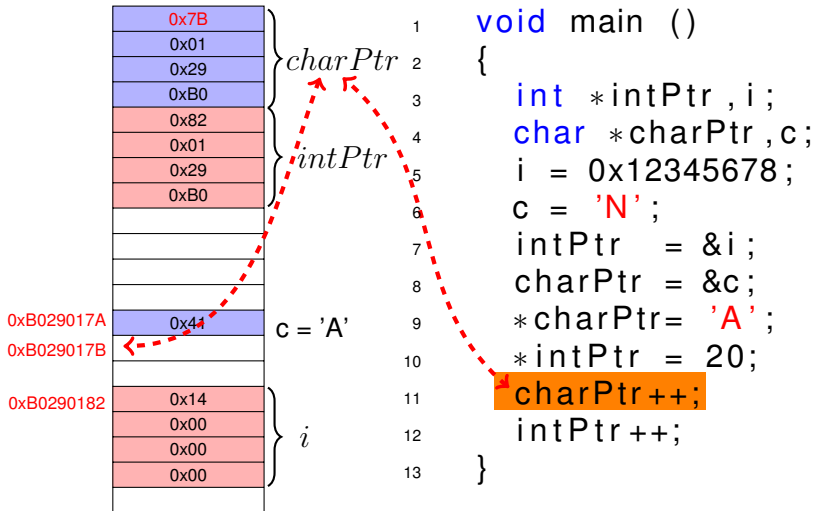 0x7B
0x01
0x29
0xB0
charPtr
0x82
0x01
0x29
0xB0
intPtr
0xB029017A
0x41
c = 'A'
0xB029017B
0xB0290182
0x14
0x00
0x00
0x00
i
1 void main ()
2 {
3 int *intPtr ,i;
4 char *charPtr ,c;
5 i = 0x12345678;
6 c = 'N';
7 intPtr = &i;
8 charPtr = &c;
9 *charPtr= 'A';
10 *intPtr = 20;
11 charPtr++;
12 intPtr++;
13 }